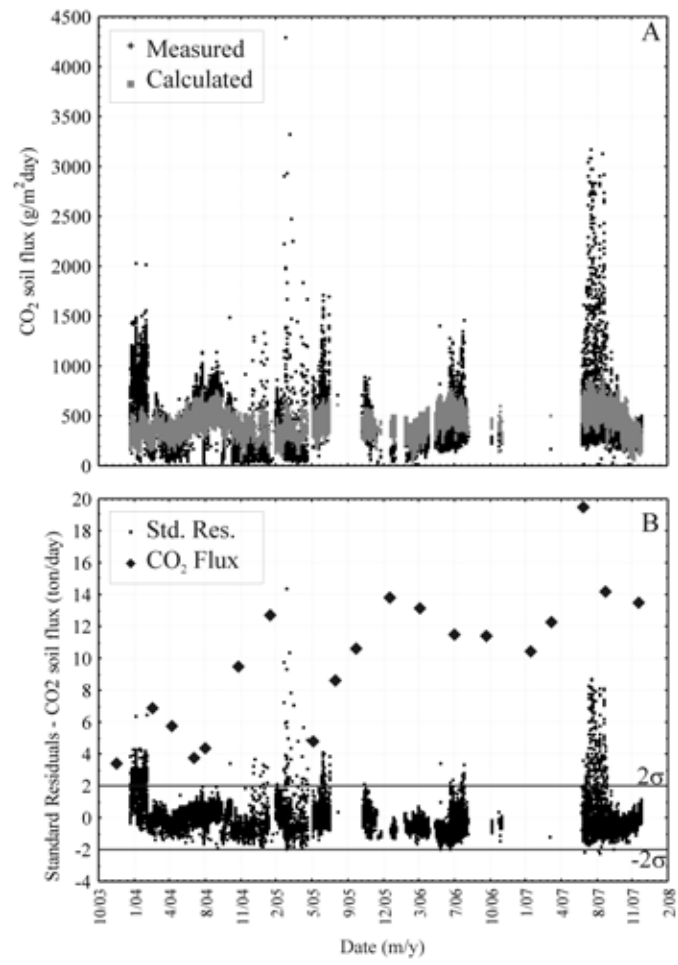 A
Measured
Calculated
4500
4000
3500
3000
2500
2000
1500
1000
500
0
CO₂ soil flux (g/m²day)
B
Std. Res.
CO₂ Flux
20
18
16
14
12
10
8
6
4
2
0
-2
-4
2σ
-2σ
Standard Residuals - CO2 soil flux (ton/day)
10/03 1/04 4/04 8/04 11/04 2/05 5/05 9/05 12/05 3/06 7/06 10/06 1/07 4/07 8/07 11/07 2/08
Date (m/y)